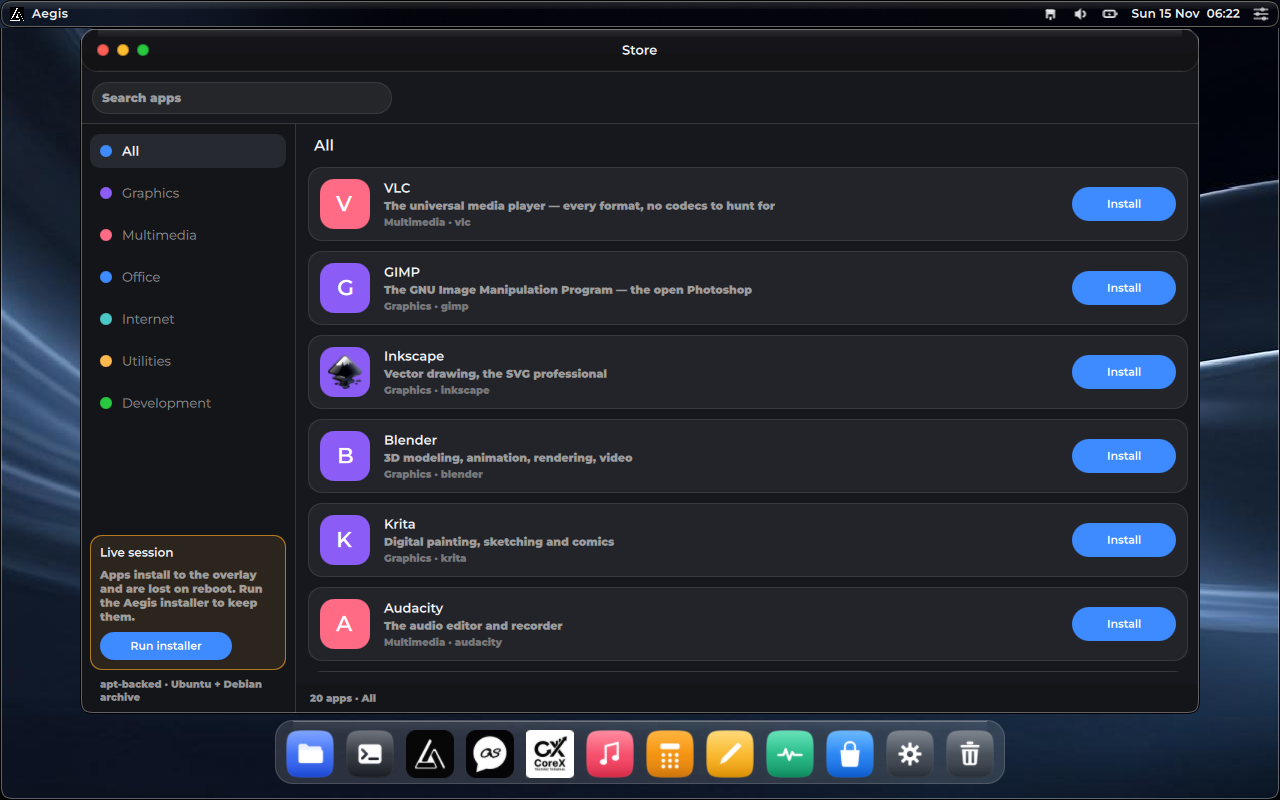 Aegis
Sun 15 Nov 06:22
Store
Search apps
All
Graphics
Multimedia
Office
Internet
Utilities
Development
Live session
Apps install to the overlay
and are lost on reboot. Run
the Aegis installer to keep
them.
Run installer
apt-backed • Ubuntu + Debian
archive
All
V
VLC
The universal media player — every format, no codecs to hunt for
Multimedia • vlc
Install
G
GIMP
The GNU Image Manipulation Program — the open Photoshop
Graphics • gimp
Install
Inkscape
Vector drawing, the SVG professional
Graphics • inkscape
Install
B
Blender
3D modeling, animation, rendering, video
Graphics • blender
Install
K
Krita
Digital painting, sketching and comics
Graphics • krita
Install
A
Audacity
The audio editor and recorder
Multimedia • audacity
Install
20 apps • All
as
CX
CoreX